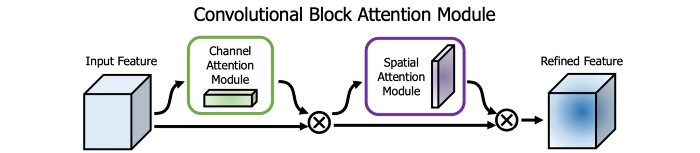 Convolutional Block Attention Module
Input Feature
Channel
Attention
Module
Spatial
Attention
Module
Refined Feature